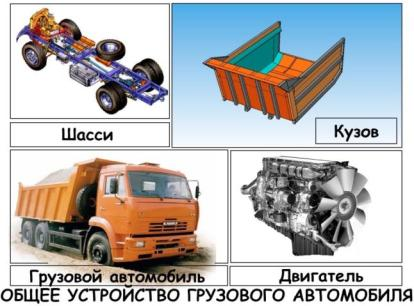 Шасси
Кузов
Грузовой автомобиль
Двигатель
ОБЩЕЕ УСТРОЙСТВО ГРУЗОВОГО АВТОМОБИЛЯ